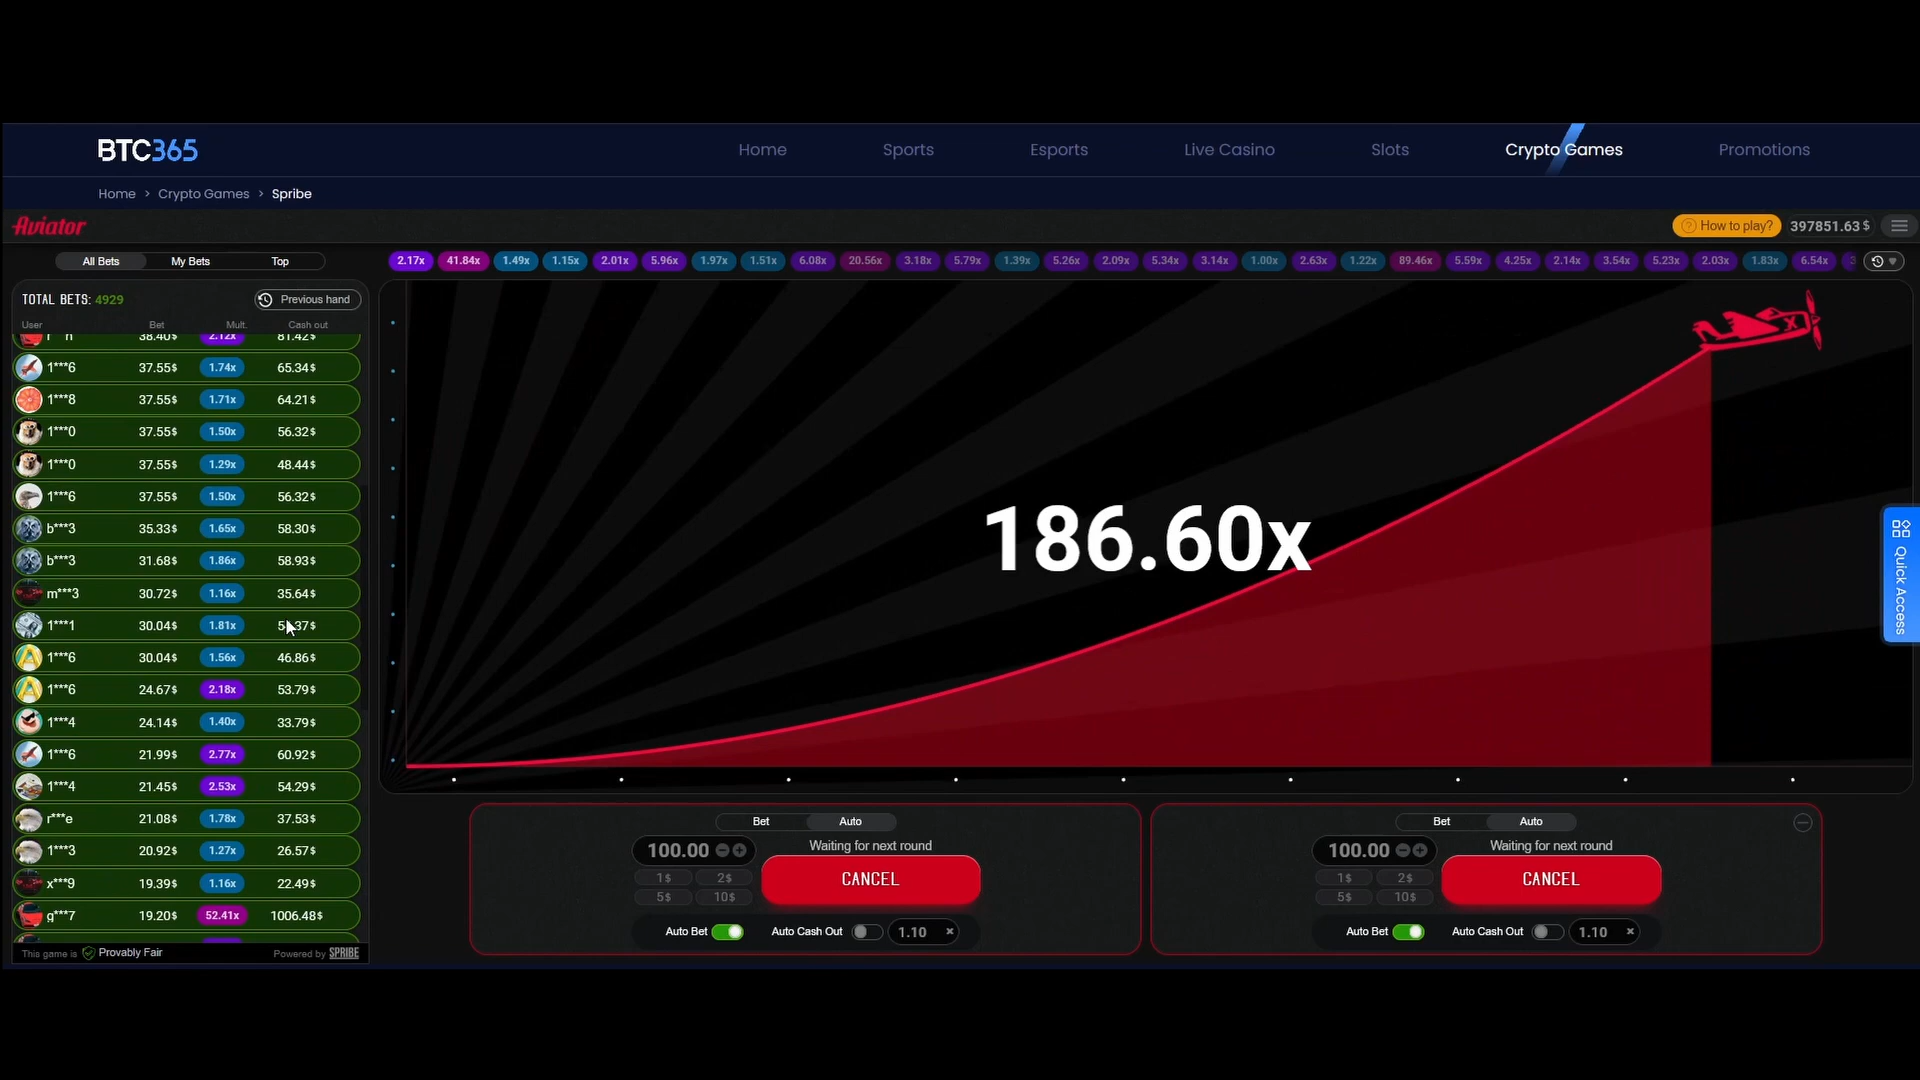 BTC365
Home Sports Esports Live Casino Slots Crypto Games Promotions
Home > Crypto Games > Spribe
Aviator
How to play? 397851.63 $
All Bets My Bets Top
2.17x 41.84x 1.49x 1.15x 2.01x 5.96x 1.97x 1.51x 6.08x 20.56x 3.18x 5.79x 1.39x 5.26x 2.09x 5.34x 3.14x 1.00x 2.63x 1.22x 89.46x 5.59x 4.25x 2.14x 3.54x 5.23x 2.03x 1.83x 6.54x
TOTAL BETS: 4929
Previous hand
User Bet Mult. Cash out
38.40$ 2.12x 81.42$
1***6 37.55$ 1.74x 65.34$
1***8 37.55$ 1.71x 64.21$
1***0 37.55$ 1.50x 56.32$
1***0 37.55$ 1.29x 48.44$
1***6 37.55$ 1.50x 56.32$
b***3 35.33$ 1.65x 58.30$
b***3 31.68$ 1.86x 58.93$
m***3 30.72$ 1.16x 35.64$
1***1 30.04$ 1.81x
1***6 30.04$ 1.56x 46.86$
1***6 24.67$ 2.18x 53.79$
1***4 24.14$ 1.40x 33.79$
1***6 21.99$ 2.77x 60.92$
1***4 21.45$ 2.53x 54.29$
r***e 21.08$ 1.78x 37.53$
1***3 20.92$ 1.27x 26.57$
x***9 19.39$ 1.16x 22.49$
g***7 19.20$ 52.41x 1006.48$
This game is Provably Fair
Powered by SPRIBE
186.60x
Quick Access
Bet Auto
100.00
Waiting for next round
CANCEL
1$ 2$
5$ 10$
Auto Bet Auto Cash Out 1.10 ×
Bet Auto
100.00
Waiting for next round
CANCEL
1$ 2$
5$ 10$
Auto Bet Auto Cash Out 1.10 ×